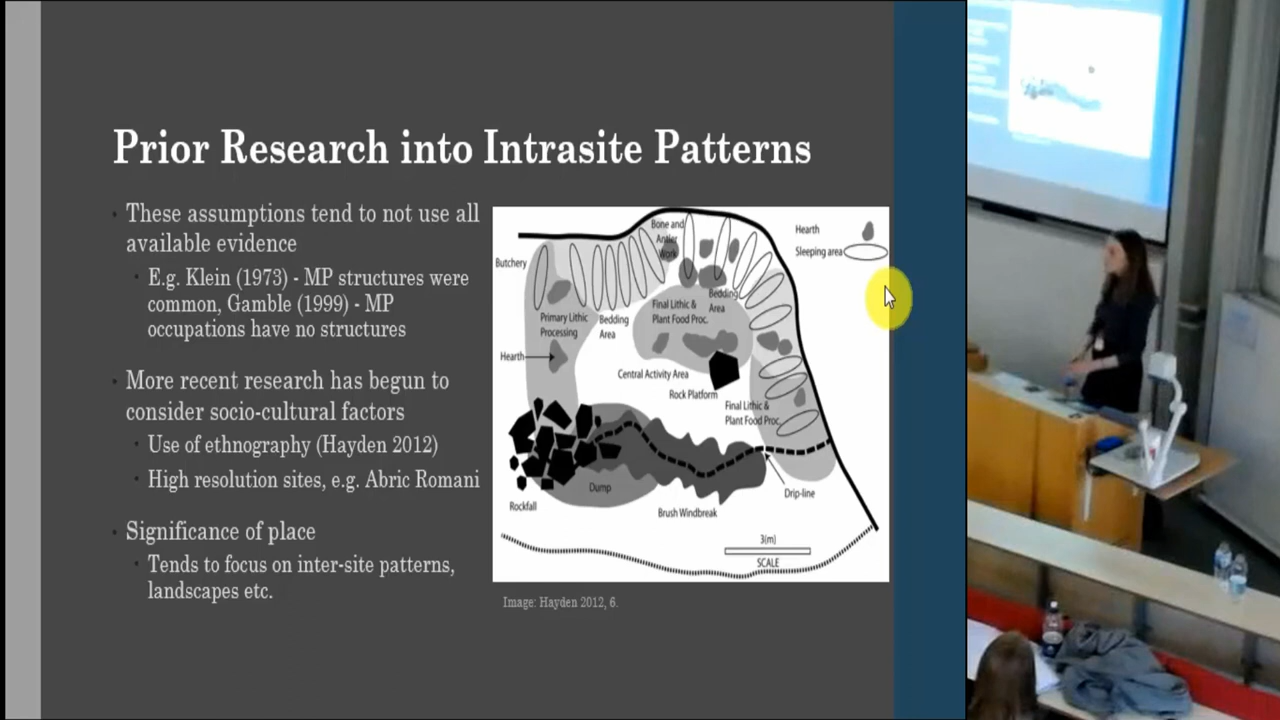 Prior Research into Intrasite Patterns
· These assumptions tend to not use all
available evidence
· E.g. Klein (1973) - MP structures were
common, Gamble (1999) - MP
occupations have no structures
· More recent research has begun to
consider socio-cultural factors
· Use of ethnography (Hayden 2012)
· High resolution sites, e.g. Abric Romani
· Significance of place
· Tends to focus on inter-site patterns,
landscapes etc.
Bone and
Antler
Work
Hearth
Sleeping area
Butchery
Bedding
Area
Final Lithic &
Plant Food Proc.
Primary Lithic
Processing
Bedding
Area
Hearth
Central Activity Area
Rock Platform
Final Lithic &
Plant Food Proc.
Dump
Drip-line
Rockfall
Brush Windbreak
3(m)
SCALE
Image: Hayden 2012, 6.